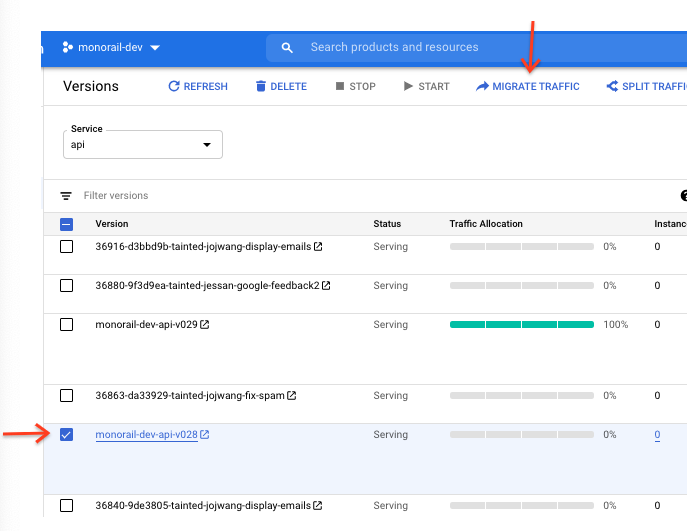 monorail-dev
Search products and resources
Versions
REFRESH
DELETE
STOP
START
MIGRATE TRAFFIC
SPLIT TRAFFI
Service
api
Filter versions
Version Status Traffic Allocation Instanc
36916-d3bbd9b-tainted-jojwang-display-emails Serving 0% 0
36880-9f3d9ea-tainted-jessan-google-feedback2 Serving 0% 0
monorail-dev-api-v029 Serving 100% 0
36863-da33929-tainted-jojwang-fix-spam Serving 0% 0
monorail-dev-api-v028 Serving 0% 0
36840-9de3805-tainted-jojwang-display-emails Serving 0% 0